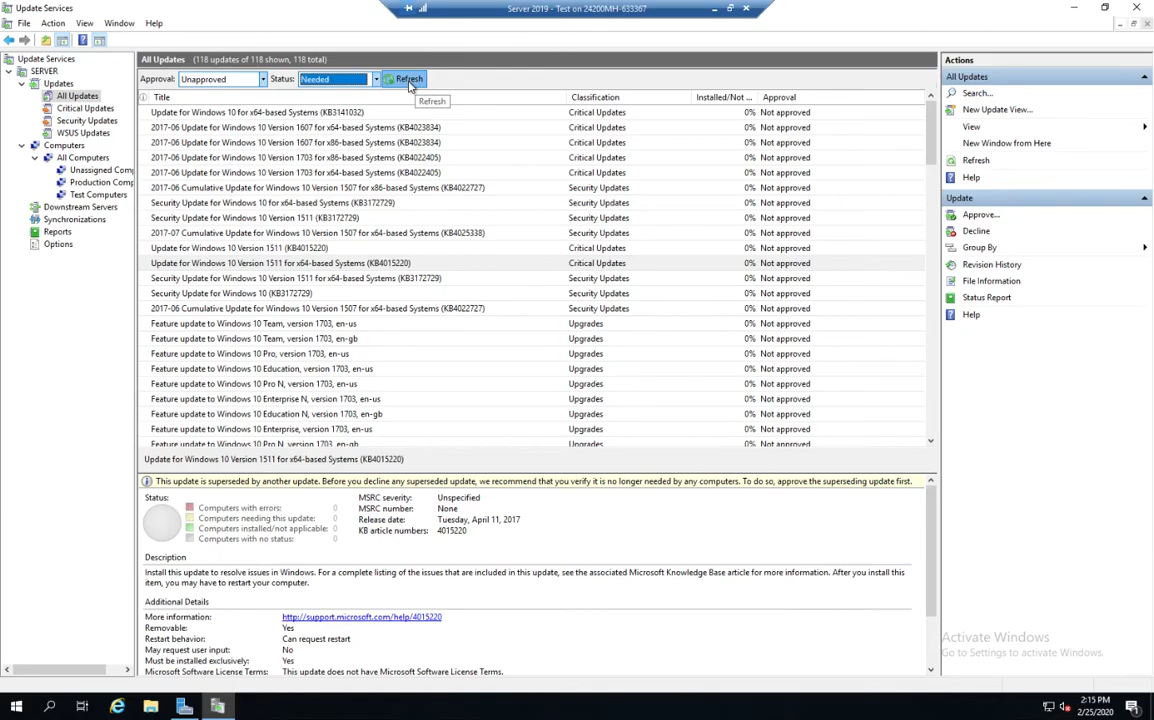 Update Services
Server 2019 - Test on 24200MH-633367
File Action View Window Help
Update Services
SERVER
Updates
All Updates
Critical Updates
Security Updates
WSUS Updates
Computers
All Computers
Unassigned Comp
Production Comp
Test Computers
Downstream Servers
Synchronizations
Reports
Options
All Updates (118 updates of 118 shown, 118 total)
Approval: Unapproved Status: Needed Refresh
Refresh
Title Classification Installed/Not ... Approval
Update for Windows 10 for x64-based Systems (KB3141032) Critical Updates 0% Not approved
2017-06 Update for Windows 10 Version 1607 for x64-based Systems (KB4023834) Critical Updates 0% Not approved
2017-06 Update for Windows 10 Version 1607 for x86-based Systems (KB4023834) Critical Updates 0% Not approved
2017-06 Update for Windows 10 Version 1703 for x86-based Systems (KB4022405) Critical Updates 0% Not approved
2017-06 Update for Windows 10 Version 1703 for x64-based Systems (KB4022405) Critical Updates 0% Not approved
2017-06 Cumulative Update for Windows 10 Version 1507 for x86-based Systems (KB4022727) Security Updates 0% Not approved
Security Update for Windows 10 for x64-based Systems (KB3172729) Security Updates 0% Not approved
Security Update for Windows 10 Version 1511 (KB3172729) Security Updates 0% Not approved
2017-07 Cumulative Update for Windows 10 Version 1507 for x64-based Systems (KB4025338) Security Updates 0% Not approved
Update for Windows 10 Version 1511 (KB4015220) Critical Updates 0% Not approved
Update for Windows 10 Version 1511 for x64-based Systems (KB4015220) Critical Updates 0% Not approved
Security Update for Windows 10 Version 1511 for x64-based Systems (KB3172729) Security Updates 0% Not approved
Security Update for Windows 10 (KB3172729) Security Updates 0% Not approved
2017-06 Cumulative Update for Windows 10 Version 1507 for x64-based Systems (KB4022727) Security Updates 0% Not approved
Feature update to Windows 10 Team, version 1703, en-us Upgrades 0% Not approved
Feature update to Windows 10 Team, version 1703, en-gb Upgrades 0% Not approved
Feature update to Windows 10 Pro, version 1703, en-us Upgrades 0% Not approved
Feature update to Windows 10 Education, version 1703, en-us Upgrades 0% Not approved
Feature update to Windows 10 Pro N, version 1703, en-us Upgrades 0% Not approved
Feature update to Windows 10 Enterprise N, version 1703, en-us Upgrades 0% Not approved
Feature update to Windows 10 Education N, version 1703, en-gb Upgrades 0% Not approved
Feature update to Windows 10 Enterprise, version 1703, en-us Upgrades 0% Not approved
Feature update to Windows 10 Pro N, version 1703, en-gb Upgrades 0% Not approved
Update for Windows 10 Version 1511 for x64-based Systems (KB4015220)
This update is superseded by another update. Before you decline any superseded update, we recommend that you verify it is no longer needed by any computers. To do so, approve the superseding update first.
Status:
Computers with errors: 0
Computers needing this update: 0
Computers installed/not applicable: 0
Computers with no status: 0
MSRC severity: Unspecified
MSRC number: None
Release date: Tuesday, April 11, 2017
KB article numbers: 4015220
Description
Install this update to resolve issues in Windows. For a complete listing of the issues that are included in this update, see the associated Microsoft Knowledge Base article for more information. After you install this
item, you may have to restart your computer.
Additional Details
More information: http://support.microsoft.com/help/4015220
Removable: Yes
Restart behavior: Can request restart
May request user input: No
Must be installed exclusively: Yes
Microsoft Software License Terms: This update does not have Microsoft Software License Terms.
Actions
All Updates
Search...
New Update View...
View
New Window from Here
Refresh
Help
Update
Approve...
Decline
Group By
Revision History
File Information
Status Report
Help
Activate Windows
Go to Settings to activate Windows.
2:15 PM
2/25/2020